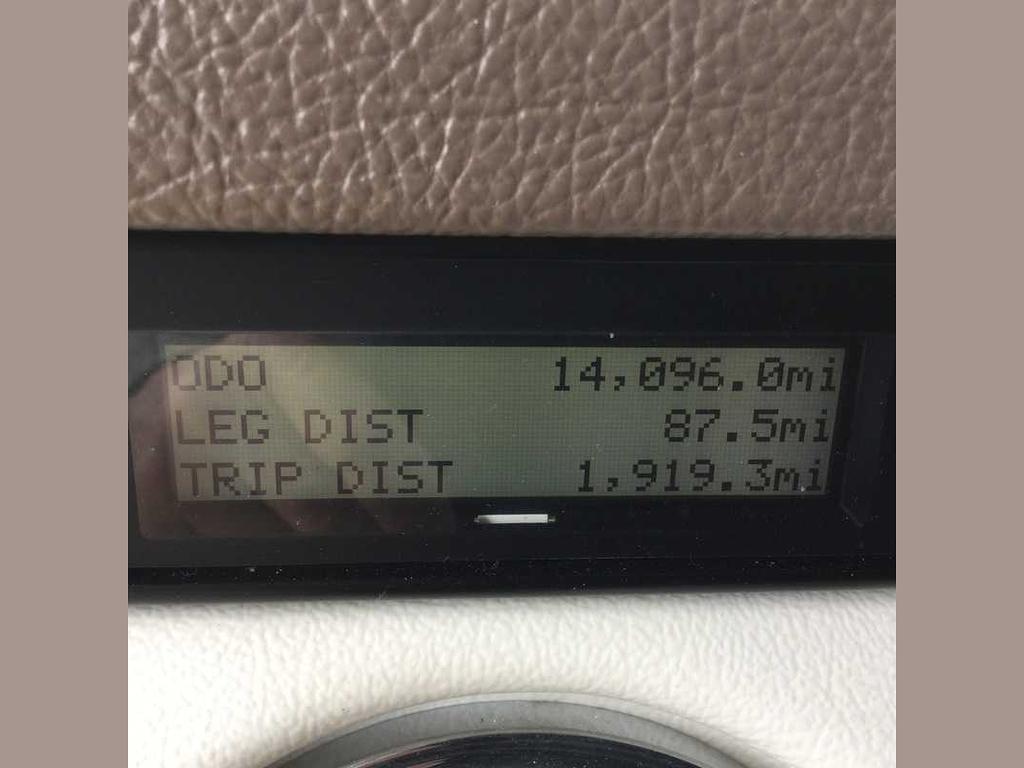 ODO 14,096.0mi
LEG DIST 87.5mi
TRIP DIST 1,919.3mi